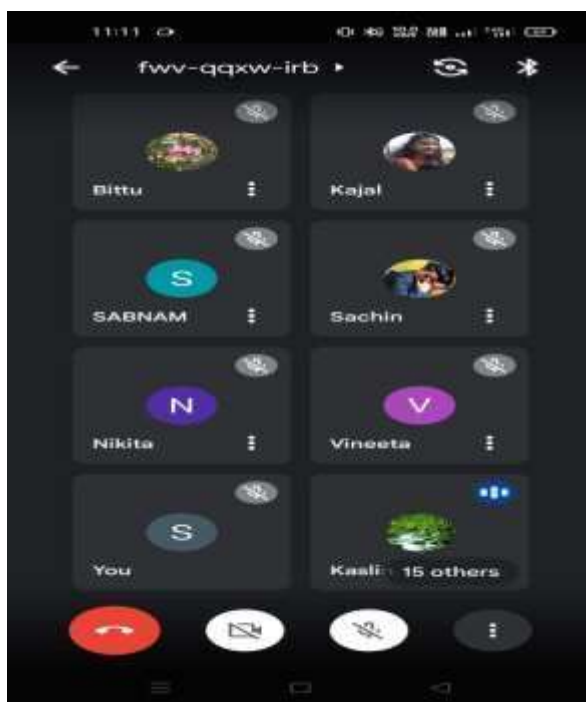 11:11
fwv-qqxw-irb
Bittu
Kajal
S
SABNAM
Sachin
N
Nikita
V
Vineeta
S
You
15 others